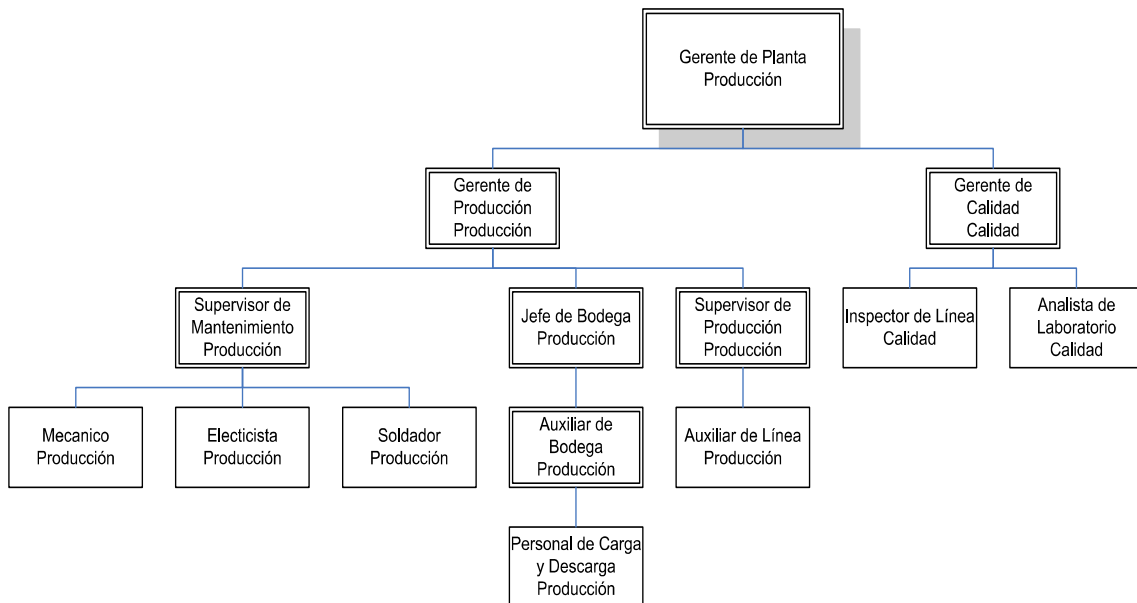 Gerente de Planta
Producción
Gerente de
Producción
Producción
Gerente de
Calidad
Calidad
Supervisor de
Mantenimiento
Producción
Jefe de Bodega
Producción
Supervisor de
Producción
Producción
Inspector de Línea
Calidad
Analista de
Laboratorio
Calidad
Mecanico
Producción
Electicista
Producción
Soldador
Producción
Auxiliar de
Bodega
Producción
Auxiliar de Línea
Producción
Personal de Carga
y Descarga
Producción